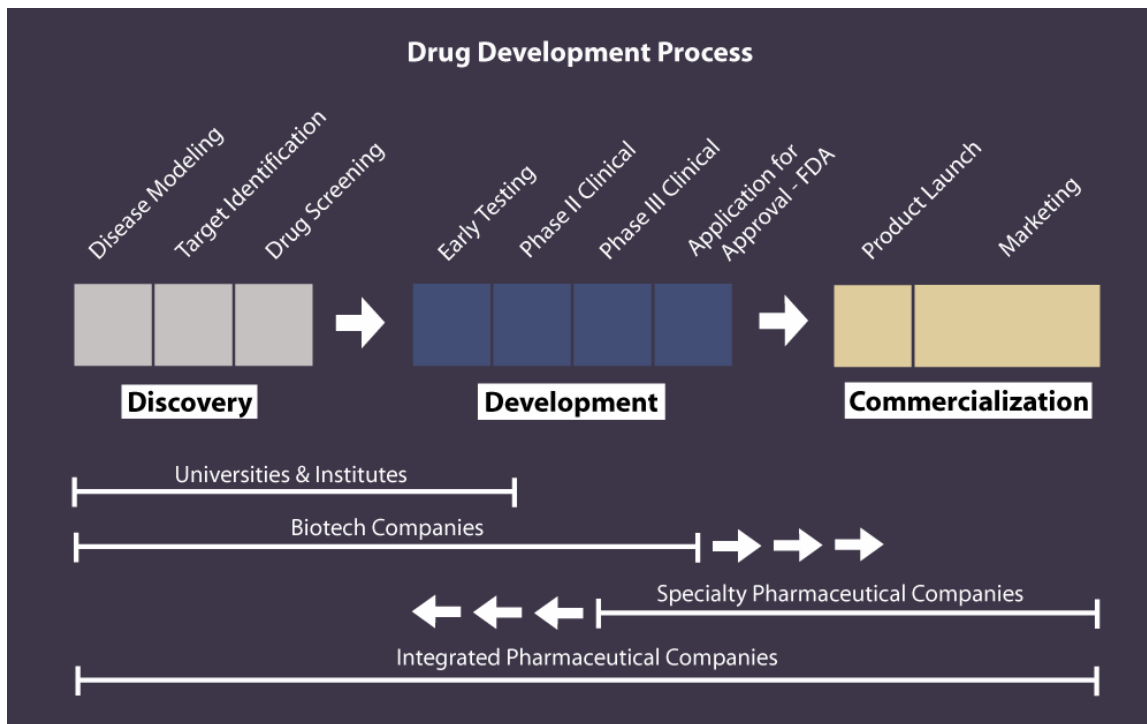 Drug Development Process
Disease Modeling
Target Identification
Drug Screening
Early Testing
Phase II Clinical
Phase III Clinical
Application for
Approval - FDA
Product Launch
Marketing
Discovery
Development
Commercialization
Universities & Institutes
Biotech Companies
Specialty Pharmaceutical Companies
Integrated Pharmaceutical Companies